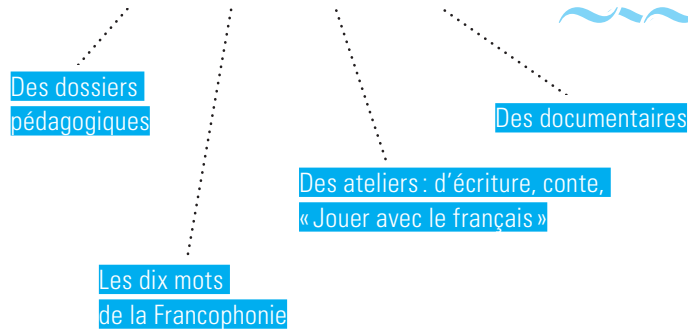 Des dossiers
pédagogiques
Des documentaires
Des ateliers : d'écriture, conte,
« Jouer avec le français »
Les dix mots
de la Francophonie